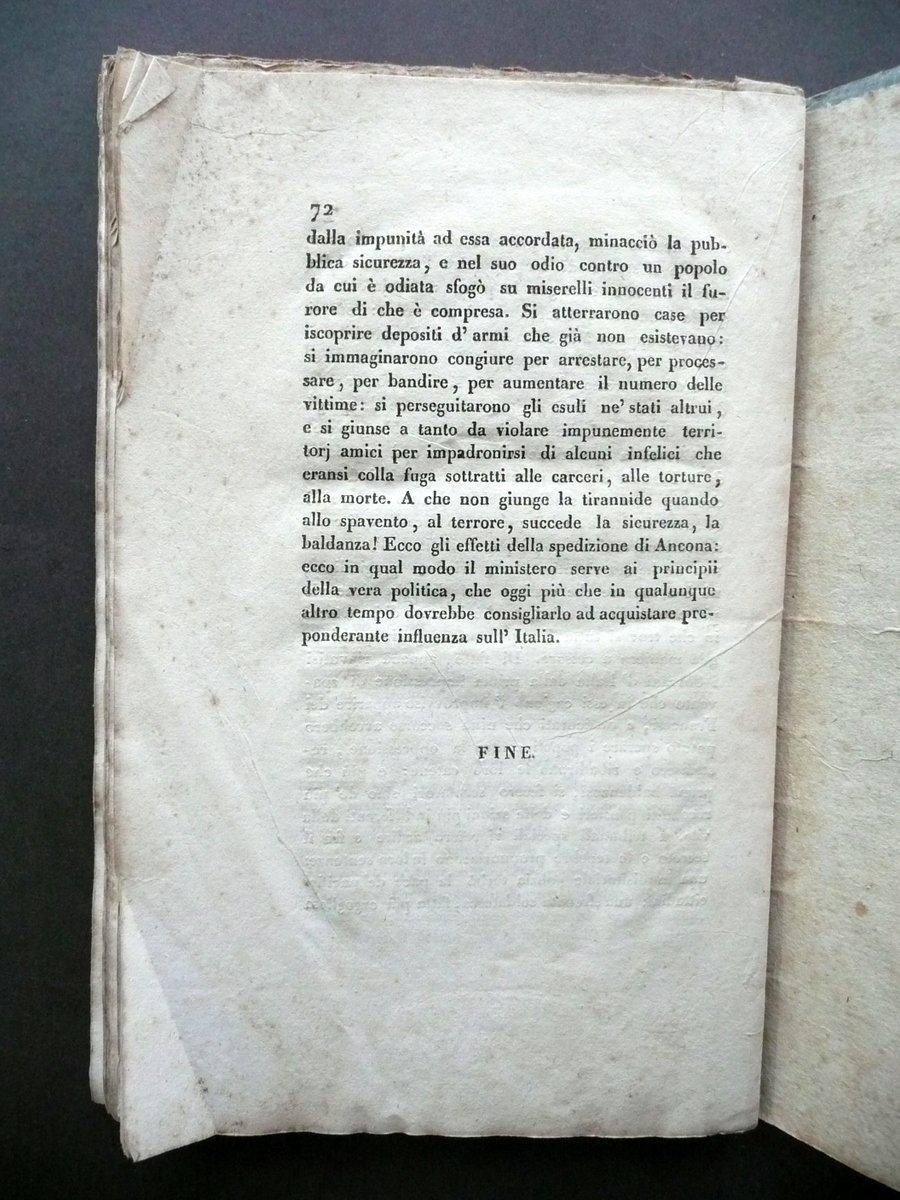 72
dalla impunità ad essa accordata, minacciò la pub-
blica sicurezza, e nel suo odio contro un popolo
da cui è odiata sfogò su miserelli innocenti il fu-
rore di che è compresa. Si atterrarono case per
iscoprire depositi d'armi che già non esistevano:
si immaginarono congiure per arrestare, per proces-
sare, per bandire, per aumentare il numero delle
vittime: si perseguitarono gli esuli ne' stati altrui,
e si giunse a tanto da violare impunemente terri-
torj amici per impadronirsi di alcuni infelici che
eransi colla fuga sottratti alle carceri, alle torture,
alla morte. A che non giunge la tirannide quando
allo spavento, al terrore, succede la sicurezza, la
baldanza! Ecco gli effetti della spedizione di Ancona:
ecco in qual modo il ministero serve ai principii
della vera politica, che oggi più che in qualunque
altro tempo dovrebbe consigliarlo ad acquistare pre-
ponderante influenza sull' Italia.
FINE.